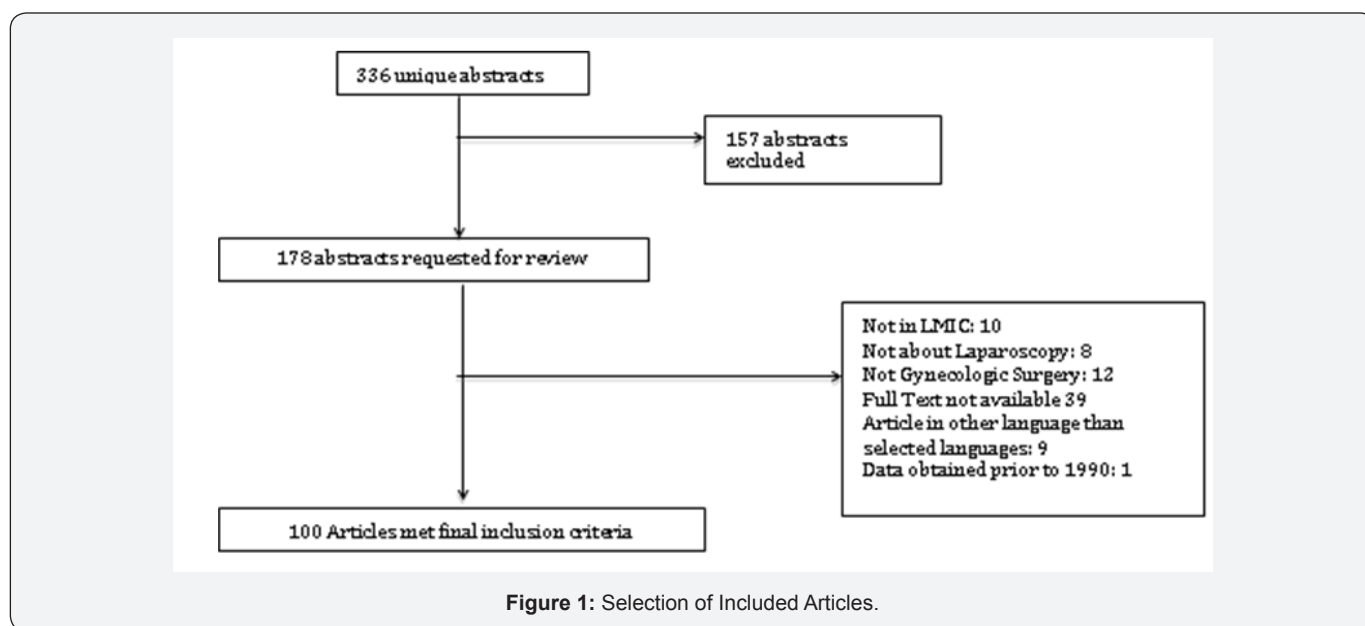 336 unique abstracts
157 abstracts
excluded
178 abstracts requested for review
Not in LMIC: 10
Not about Laparoscopy: 8
Not Gynecologic Surgery: 12
Full Text not available 39
Article in other language than
selected languages: 9
Data obtained prior to 1990: 1
100 Articles met final inclusion criteria
Figure 1: Selection of Included Articles.